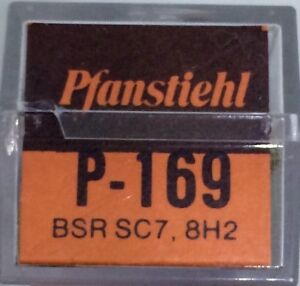 Pfanstiehl
P-169
BSR SC7, 8H2